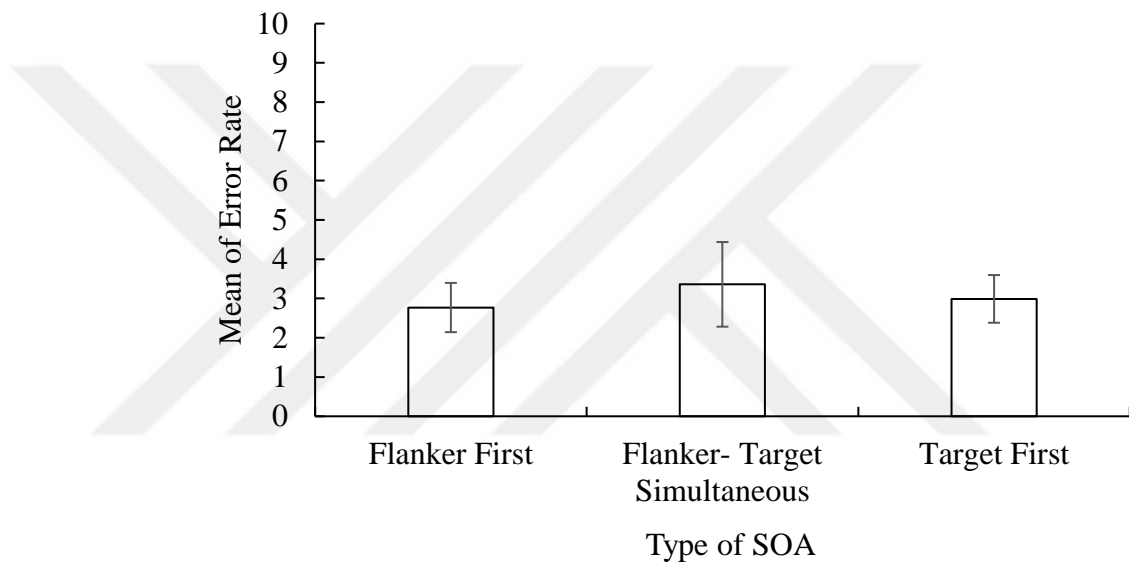 10
9
8
7
6
5
4
3
2
1
0
Mean of Error Rate
Flanker First
Flanker- Target
Simultaneous
Target First
Type of SOA